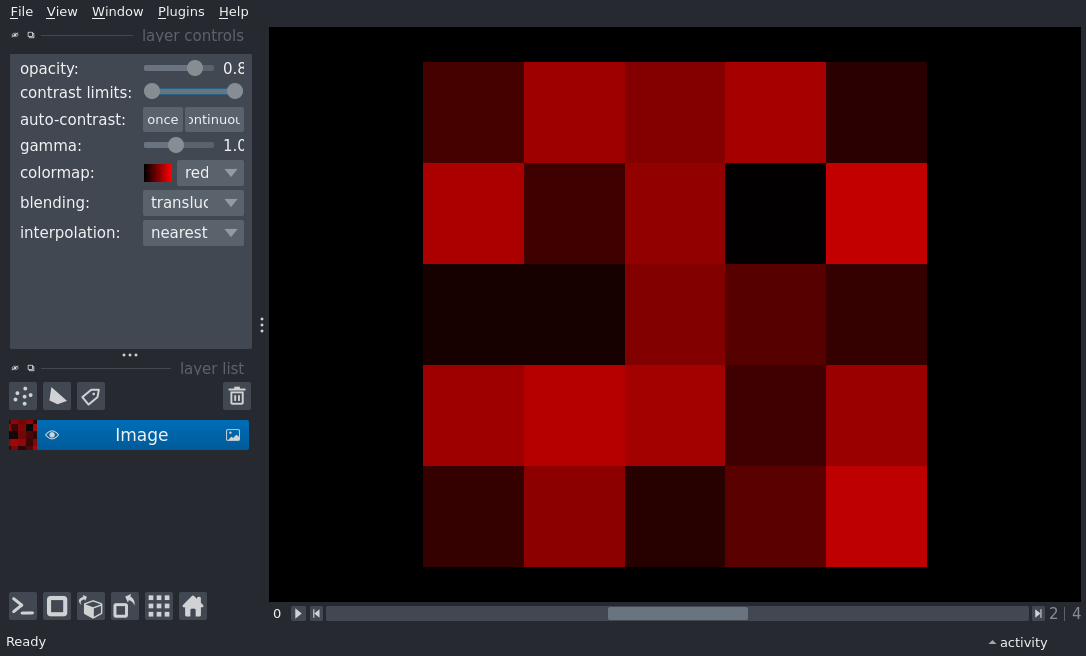 File View Window Plugins Help
layer controls
opacity: 0.8
contrast limits:
auto-contrast: once ontinuou
gamma: 1.0
colormap: red
blending: transluc
interpolation: nearest
layer list
Image
0 2 | 4
Ready activity